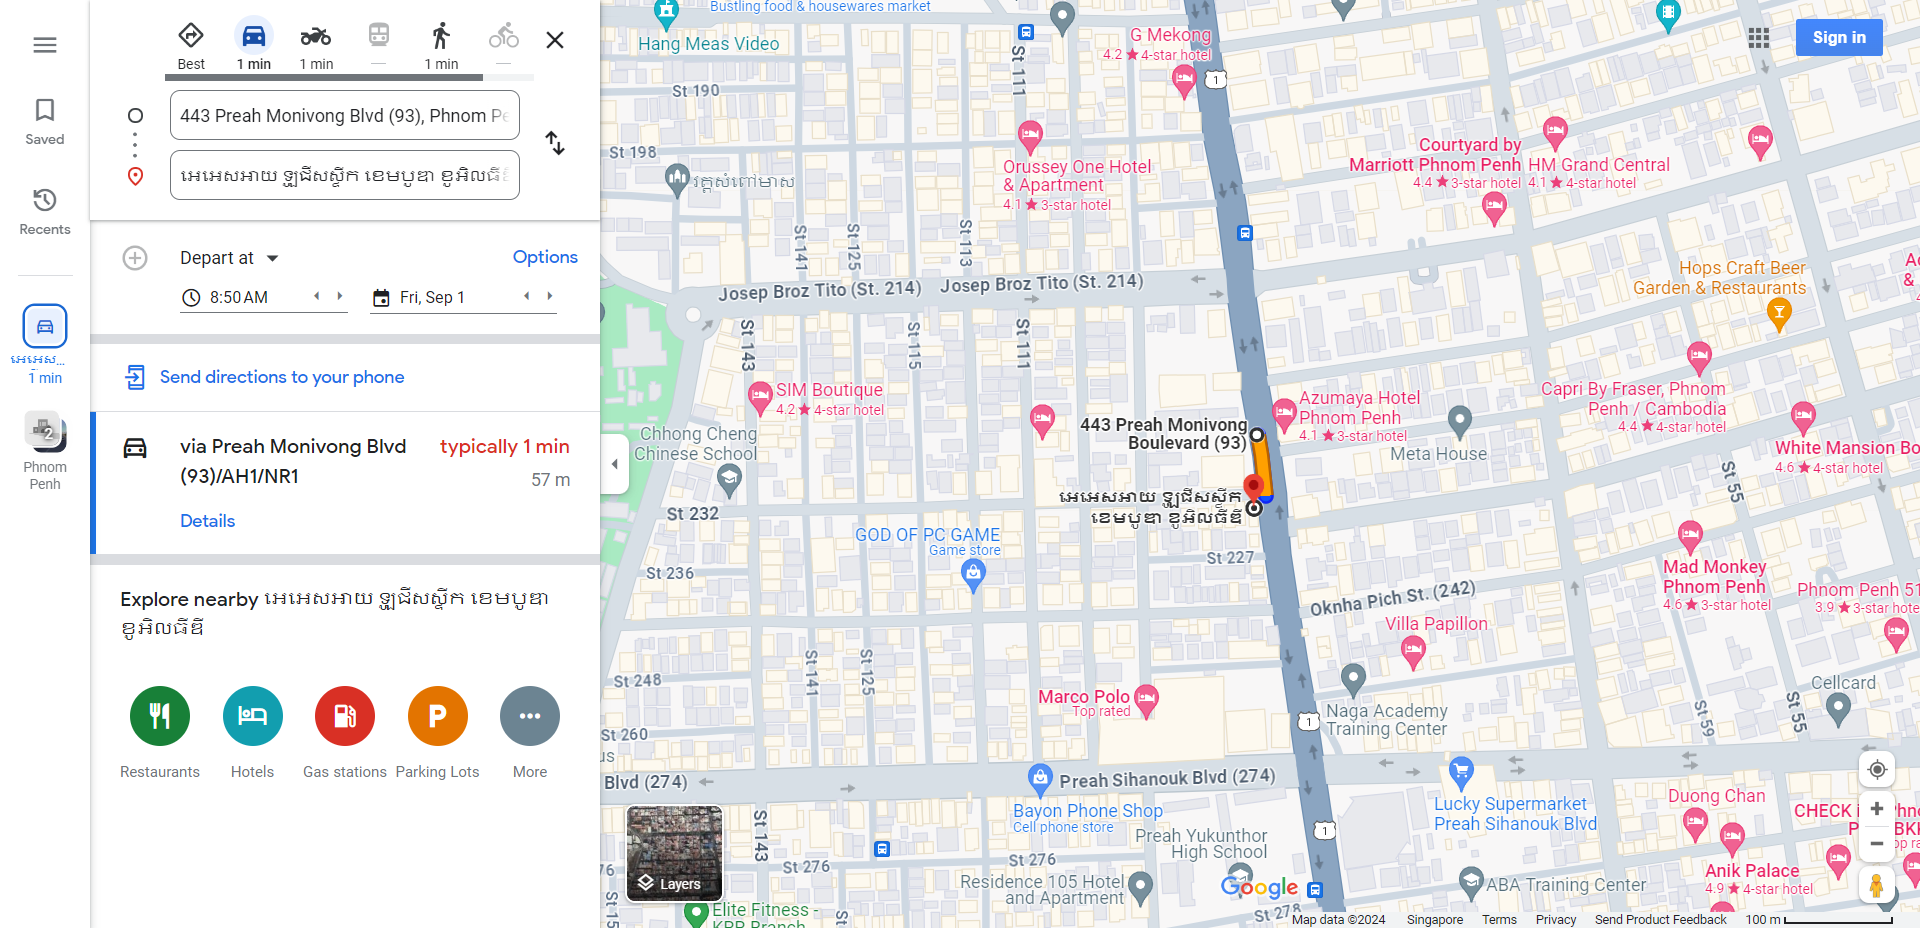 Saved
Recents
អេអេស...
1 min
2
Phnom
Penh
Best
1 min
1 min
1 min
443 Preah Monivong Blvd (93), Phnom Pe
អេអេសអាយ ឡូជីសស្ទីក ខេមបូឌា ខូអិលធីឌី
Depart at
Options
8:50 AM
Fri, Sep 1
Send directions to your phone
via Preah Monivong Blvd
(93)/AH1/NR1
typically 1 min
57 m
Details
Explore nearby អេអេសអាយ ឡូជីសស្ទីក ខេមបូឌា
ខូអិលធីឌី
Restaurants
Hotels
Gas stations
Parking Lots
More
Bustling food & housewares market
Hang Meas Video
St 111
G Mekong
4.2 ★ 4-star hotel
1
Sign in
St 190
St 198
វត្តសំពៅមាស
Orussey One Hotel
& Apartment
4.1 ★ 3-star hotel
Courtyard by
Marriott Phnom Penh
4.4 ★ 3-star hotel
HM Grand Central
4.1 ★ 4-star hotel
St 141
St 125
St 113
Josep Broz Tito (St. 214)
Josep Broz Tito (St. 214)
Hops Craft Beer
Garden & Restaurants
St 143
St 115
St 111
SIM Boutique
4.2 ★ 4-star hotel
Azumaya Hotel
Phnom Penh
4.1 ★ 3-star hotel
Capri By Fraser, Phnom
Penh / Cambodia
4.4 ★ 4-star hotel
443 Preah Monivong
Boulevard (93)
Chhong Cheng
Chinese School
Meta House
White Mansion Bo
4.6 ★ 4-star hotel
St 55
អេអេសអាយ ឡូជីសស្ទីក
ខេមបូឌា ខូអិលធីឌី
St 232
GOD OF PC GAME
Game store
St 227
St 236
Oknha Pich St. (242)
Mad Monkey
Phnom Penh
4.6 ★ 3-star hotel
Phnom Penh 51
3.9 ★ 3-star hote
Villa Papillon
St 141
St 125
St 248
Marco Polo
Top rated
Naga Academy
Training Center
1
Cellcard
St 59
St 55
St 260
us
Blvd (274)
Preah Sihanouk Blvd (274)
Bayon Phone Shop
Cell phone store
Lucky Supermarket
Preah Sihanouk Blvd
Duong Chan
St 143
1
Preah Yukunthor
High School
St 276
St 276
Residence 105 Hotel
and Apartment
ABA Training Center
Anik Palace
4.9 ★ 4-star hotel
Layers
Elite Fitness -
Google
St 278
Map data ©2024
Singapore
Terms
Privacy
Send Product Feedback
100 m